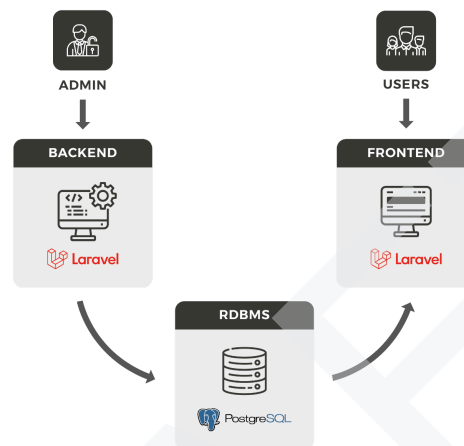 ADMIN
USERS
BACKEND
FRONTEND
</>
Laravel
Laravel
RDBMS
PostgreSQL